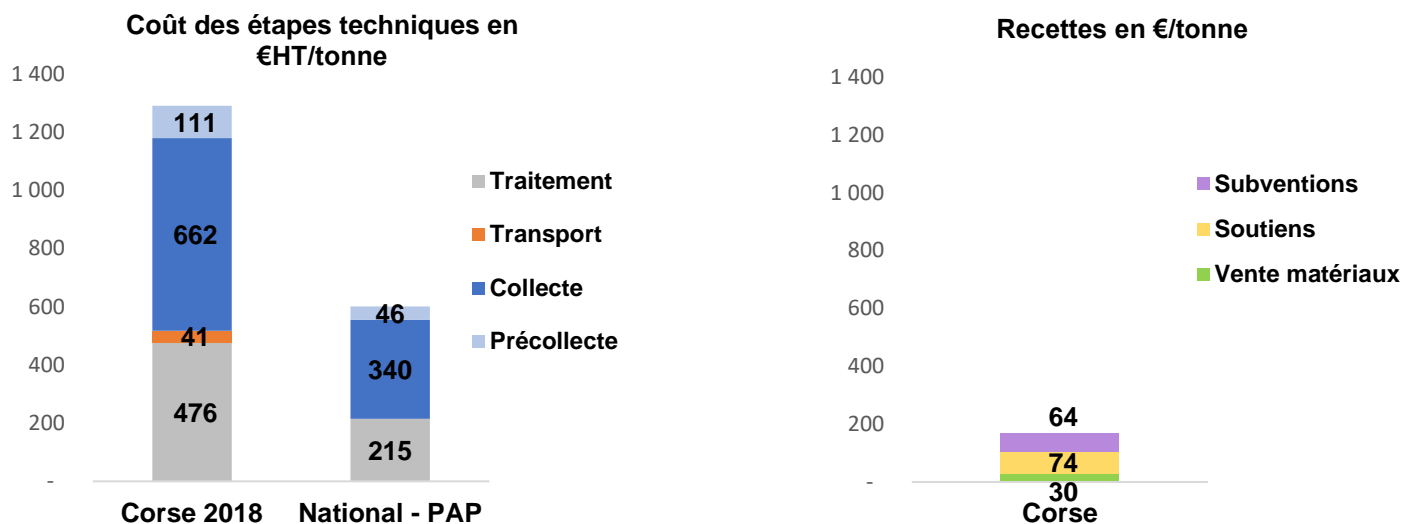 Coût des étapes techniques en
€HT/tonne
1 400
1 200
1 000
800
600
400
200
-
111
662
41
476
46
340
215
Corse 2018
National - PAP
Traitement
Transport
Collecte
Précollecte
Recettes en €/tonne
1 400
1 200
1 000
800
600
400
200
-
64
74
30
Corse
Subventions
Soutiens
Vente matériaux